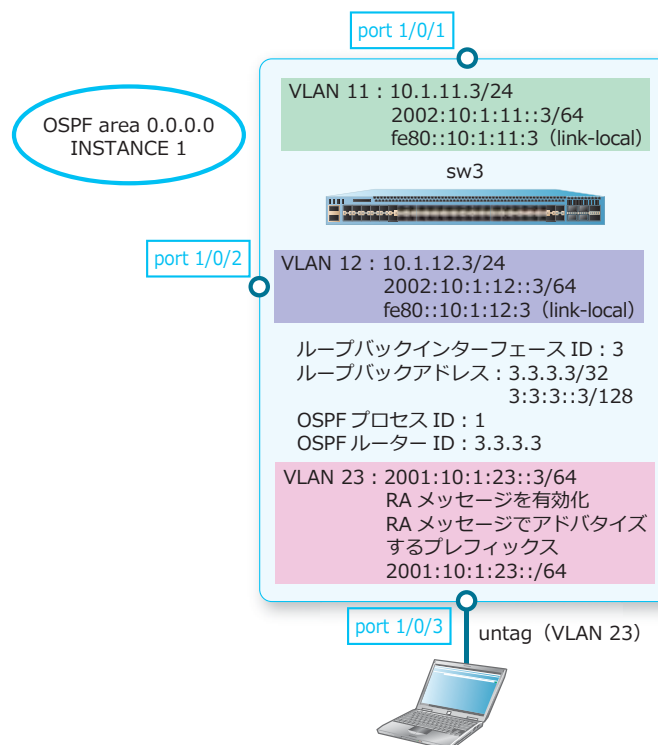 port 1/0/1
OSPF area 0.0.0.0
INSTANCE 1
VLAN 11:10.1.11.3/24
2002:10:1:11::3/64
fe80::10:1:11:3(link-local)
sw3
port 1/0/2
VLAN 12:10.1.12.3/24
2002:10:1:12::3/64
fe80::10:1:12:3(link-local)
ループバックインターフェース ID:3
ループバックアドレス:3.3.3.3/32
3:3:3::3/128
OSPF プロセス ID:1
OSPF ルーター ID:3.3.3.3
VLAN 23:2001:10:1:23::3/64
RA メッセージを有効化
RA メッセージでアドバタイズ
するプレフィックス
2001:10:1:23::/64
port 1/0/3
untag(VLAN 23)